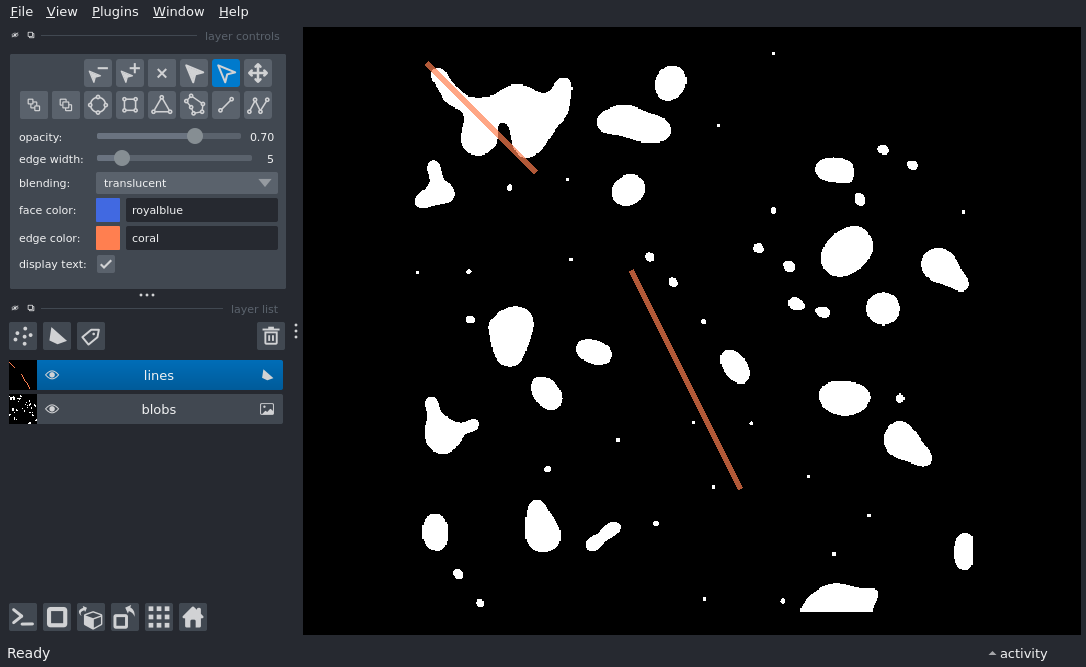 File View Plugins Window Help
layer controls
opacity: 0.70
edge width: 5
blending: translucent
face color: royalblue
edge color: coral
display text:
layer list
lines
blobs
Ready
activity